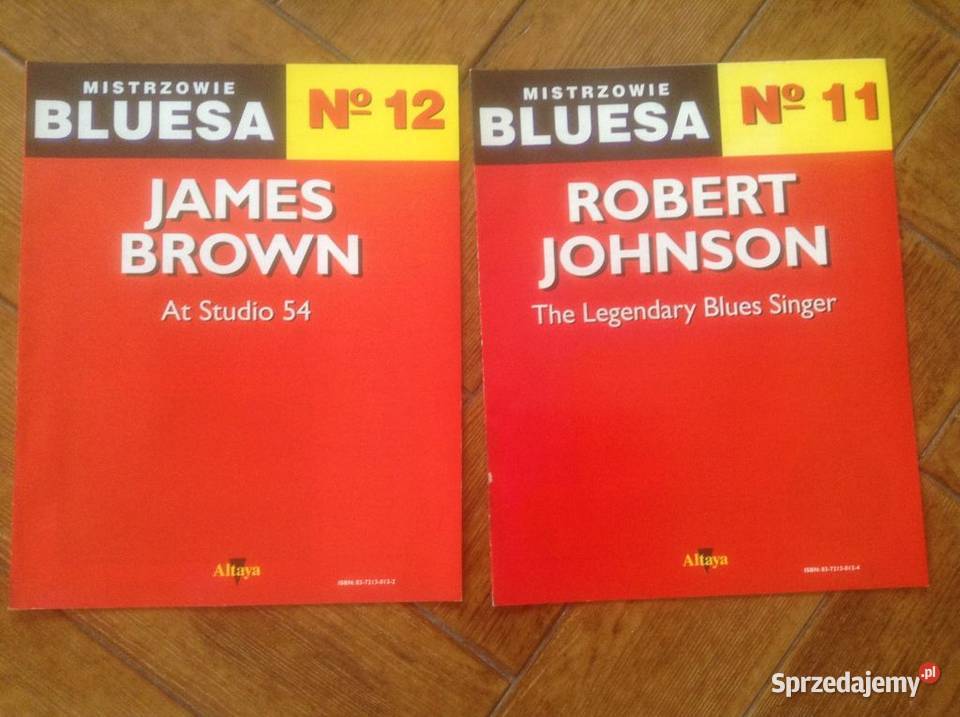 MISTRZOWIE
BLUESA
Nº 12
JAMES
BROWN
At Studio 54
Altaya
MISTRZOWIE
BLUESA
Nº 11
ROBERT
JOHNSON
The Legendary Blues Singer
Altaya
Sprzedajemy.pl